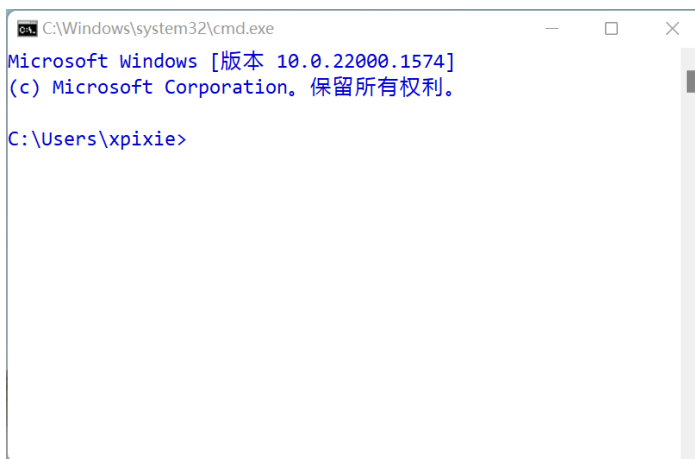 C:\Windows\system32\cmd.exe
Microsoft Windows [版本 10.0.22000.1574]
(c) Microsoft Corporation。保留所有权利。
C:\Users\xpixie>